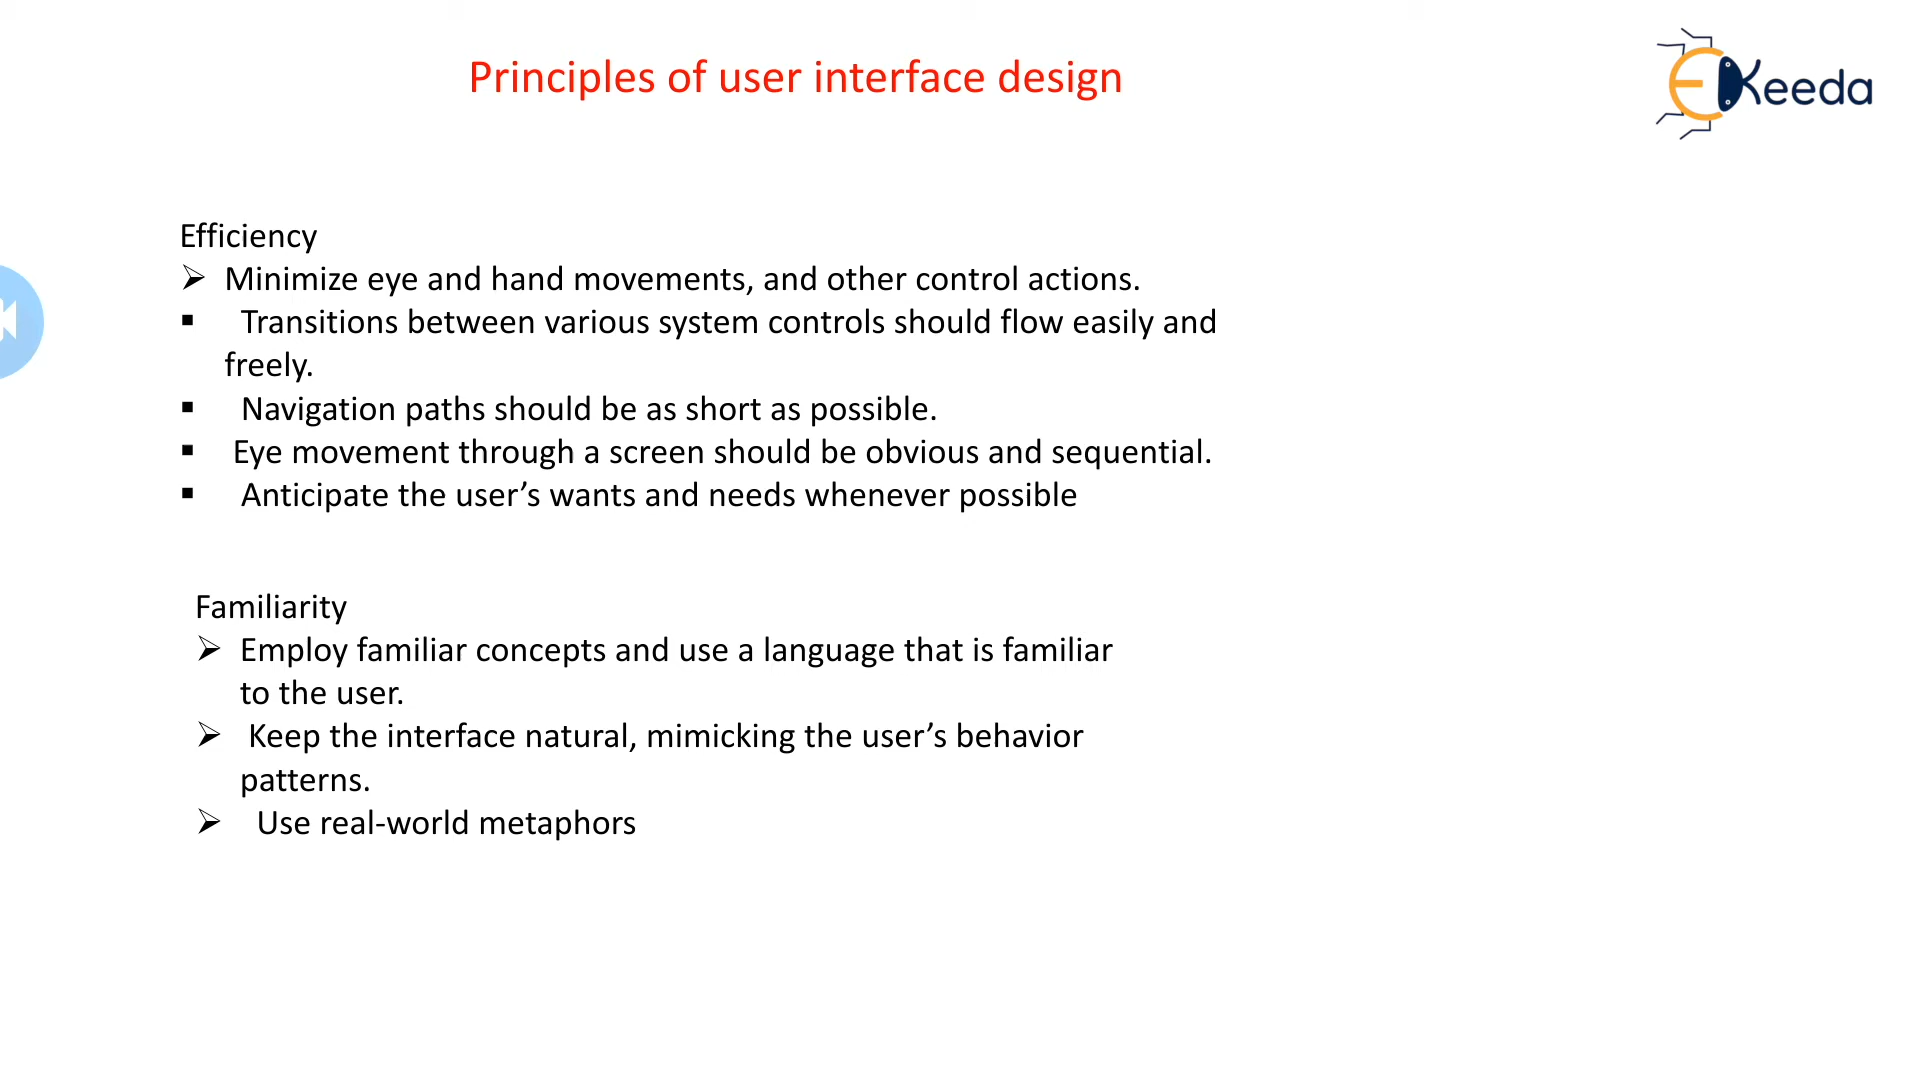 Principles of user interface design
EKeeda
Efficiency
➢ Minimize eye and hand movements, and other control actions.
▪ Transitions between various system controls should flow easily and
freely.
▪ Navigation paths should be as short as possible.
▪ Eye movement through a screen should be obvious and sequential.
▪ Anticipate the user’s wants and needs whenever possible
Familiarity
➢ Employ familiar concepts and use a language that is familiar
to the user.
➢ Keep the interface natural, mimicking the user’s behavior
patterns.
➢ Use real-world metaphors